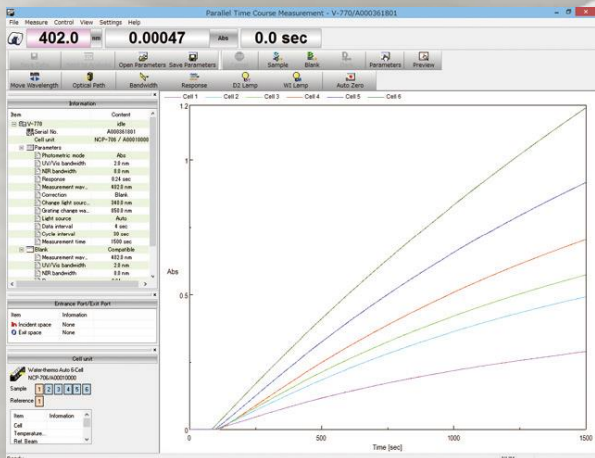 Parallel Time Course Measurement - V-770/A000361801
File Measure Control View Settings Help
402.0 nm 0.00047 Abs 0.0 sec
Open Parameters Save Parameters Sample Blank Parameters Preview
Move Wavelength Optical Path Bandwidth Response D2 Lamp WI Lamp Auto Zero
Information
Item Content
V-770 idle
Serial No. A000361801
Cell unit
Parameters
Photometric mode Abs
UV/Vis bandwidth 2.0 nm
NIR bandwidth 8.0 nm
Response 0.24 sec
Measurement wav... 402.0 nm
Correction Blank
Change light sourc... 340.0 nm
Grating change wa... 850.0 nm
Light source Auto
Data interval 4 sec
Cycle interval 30 sec
Measurement time 1500 sec
Blank Compatible
Measurement wav... 402.0 nm
UV/Vis bandwidth 2.0 nm
NIR bandwidth 8.0 nm
Entrance Port/Exit Port
Item Information
Incident space None
Exit space None
Cell unit
Water-thermo Auto 6-Cell
NCP-706/A00010000
Sample 1 2 3 4 5 6
Reference 1
Item Information
Cell
Temperature...
Ref. Beam
Cell 1 Cell 2 Cell 3 Cell 4 Cell 5 Cell 6
1.2
1
Abs
0.5
0
0 500 1000 1500
Time [sec]
Ready